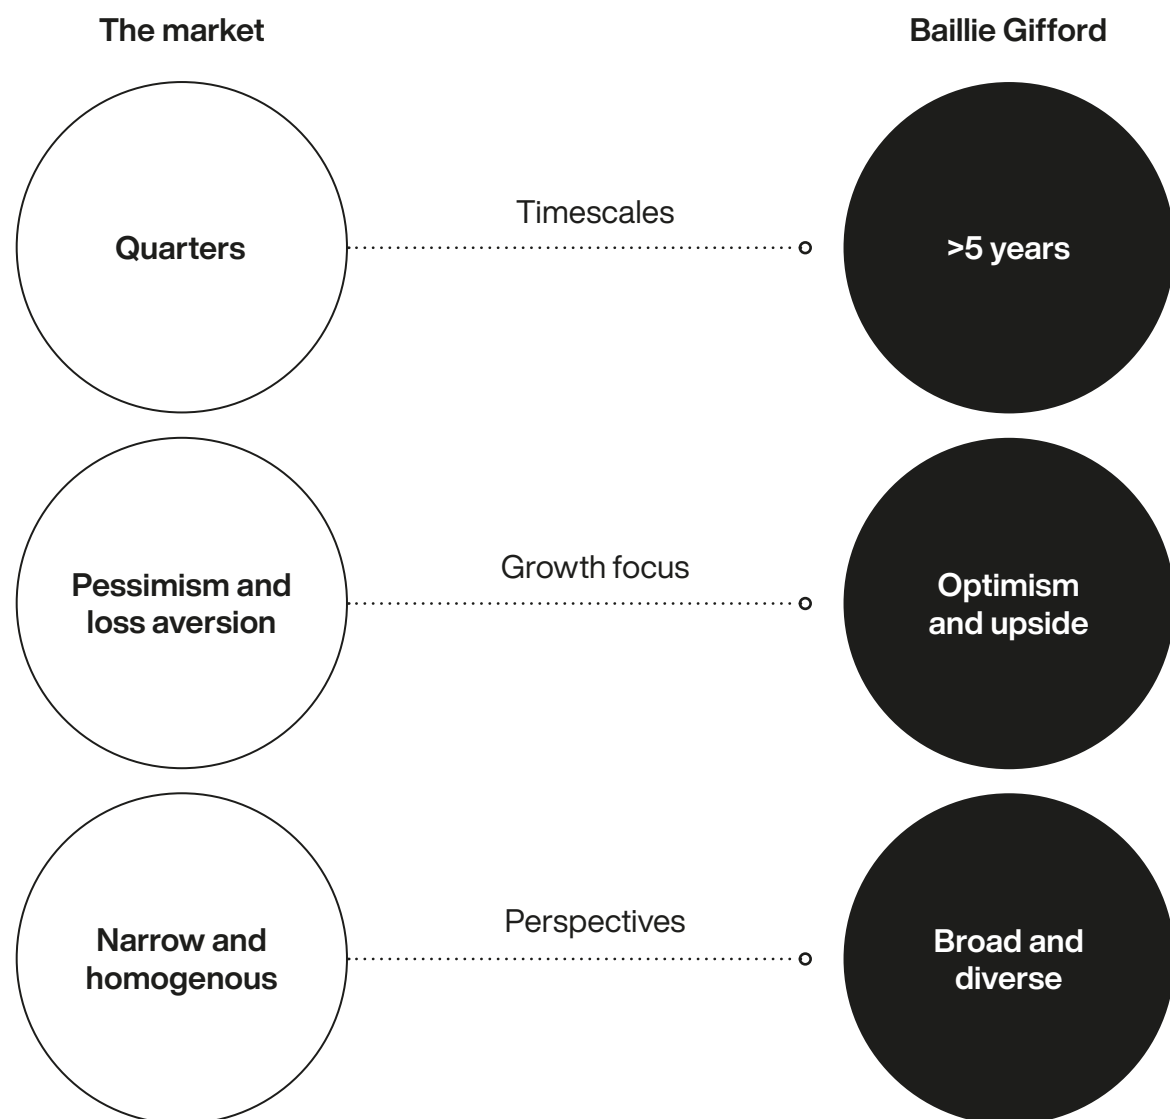 The market
Baillie Gifford
Quarters
Timescales
>5 years
Pessimism and
loss aversion
Growth focus
Optimism
and upside
Narrow and
homogenous
Perspectives
Broad and
diverse